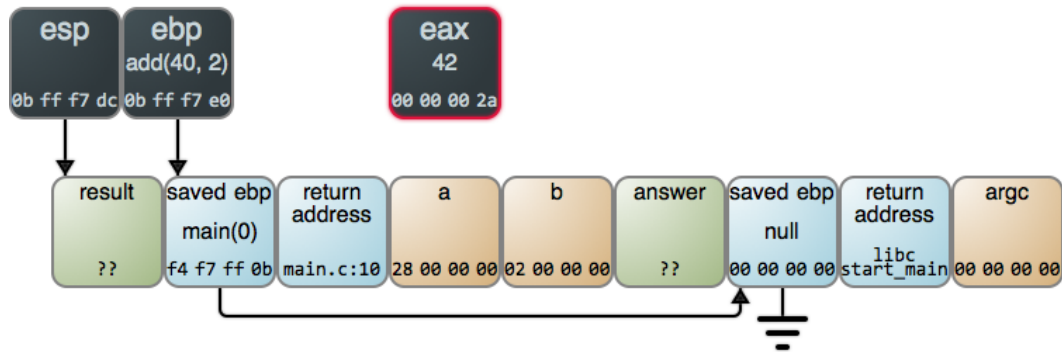 esp
0b ff f7 dc
ebp
add(40, 2)
0b ff f7 e0
eax
42
00 00 00 2a
result
??
saved ebp
main(0)
f4 f7 ff 0b
return
address
main.c:10
a
28 00 00 00
b
02 00 00 00
answer
??
saved ebp
null
00 00 00 00
return
address
libc
start_main
argc
00 00 00 00